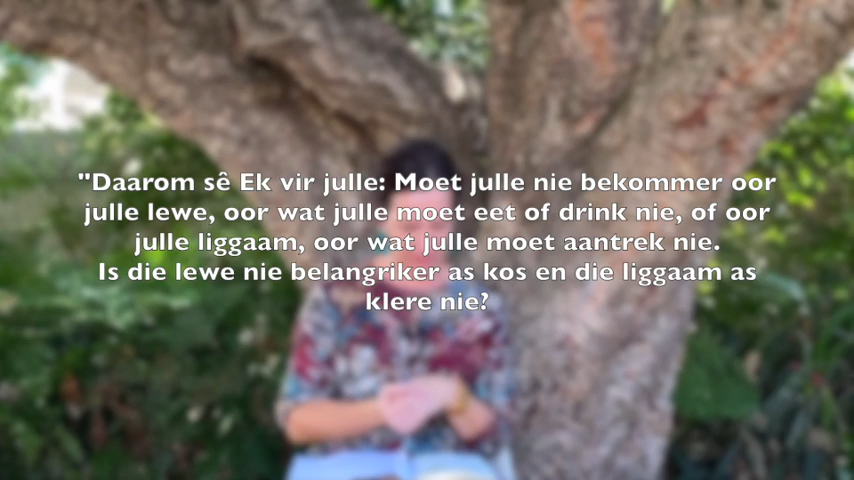 "Daarom sê Ek vir julle: Moet julle nie bekommer oor
julle lewe, oor wat julle moet eet of drink nie, of oor
julle liggaam, oor wat julle moet aantrek nie.
Is die lewe nie belangriker as kos en die liggaam as
klere nie?